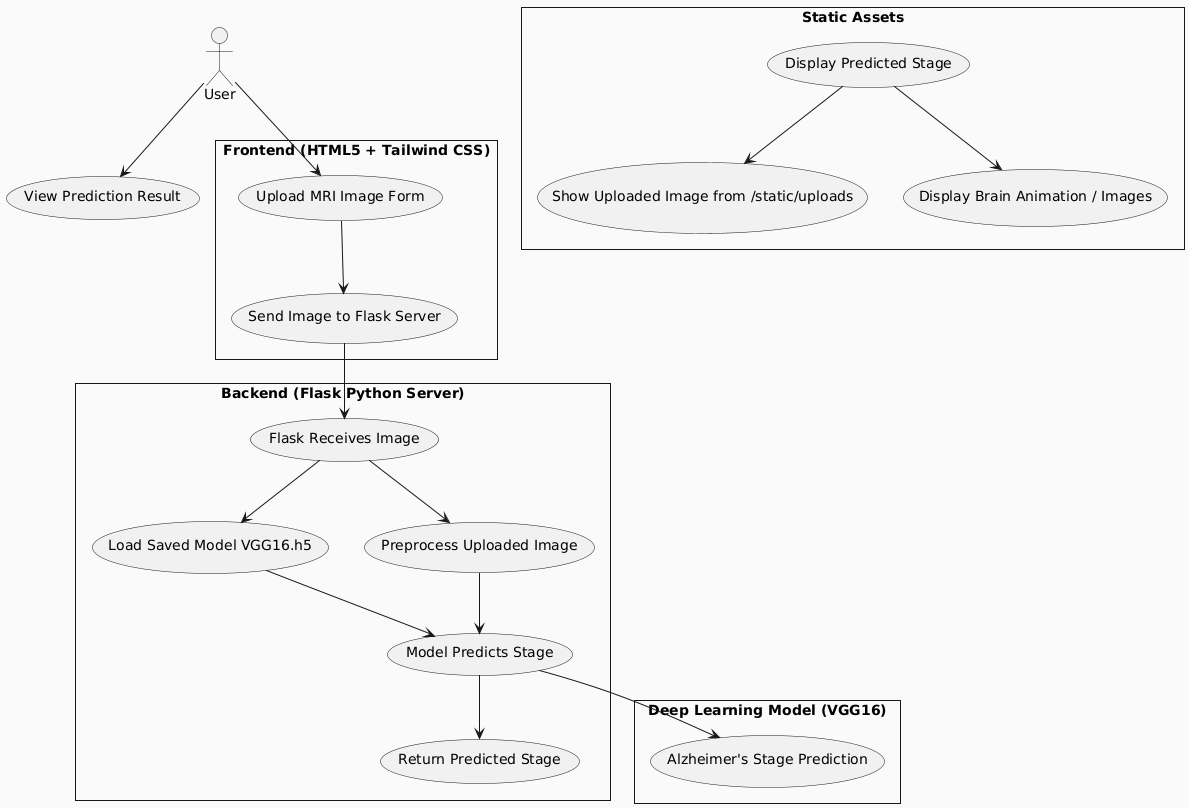 Static Assets
Display Predicted Stage
User
Frontend (HTML5 + Tailwind CSS)
View Prediction Result
Upload MRI Image Form
Show Uploaded Image from /static/uploads
Display Brain Animation / Images
Send Image to Flask Server
Backend (Flask Python Server)
Flask Receives Image
Load Saved Model VGG16.h5
Preprocess Uploaded Image
Model Predicts Stage
Deep Learning Model (VGG16)
Return Predicted Stage
Alzheimer's Stage Prediction